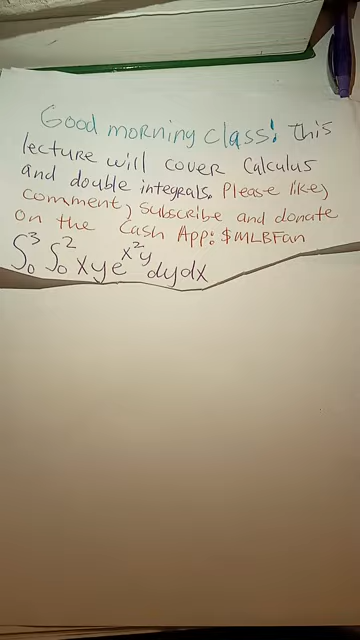 Good morning class! This
lecture will cover Calculus
and double integrals. Please like,
comment, subscribe and donate
on the Cash App: $MLBFan
∫₀³ ∫₀² xye^(x²y) dydx